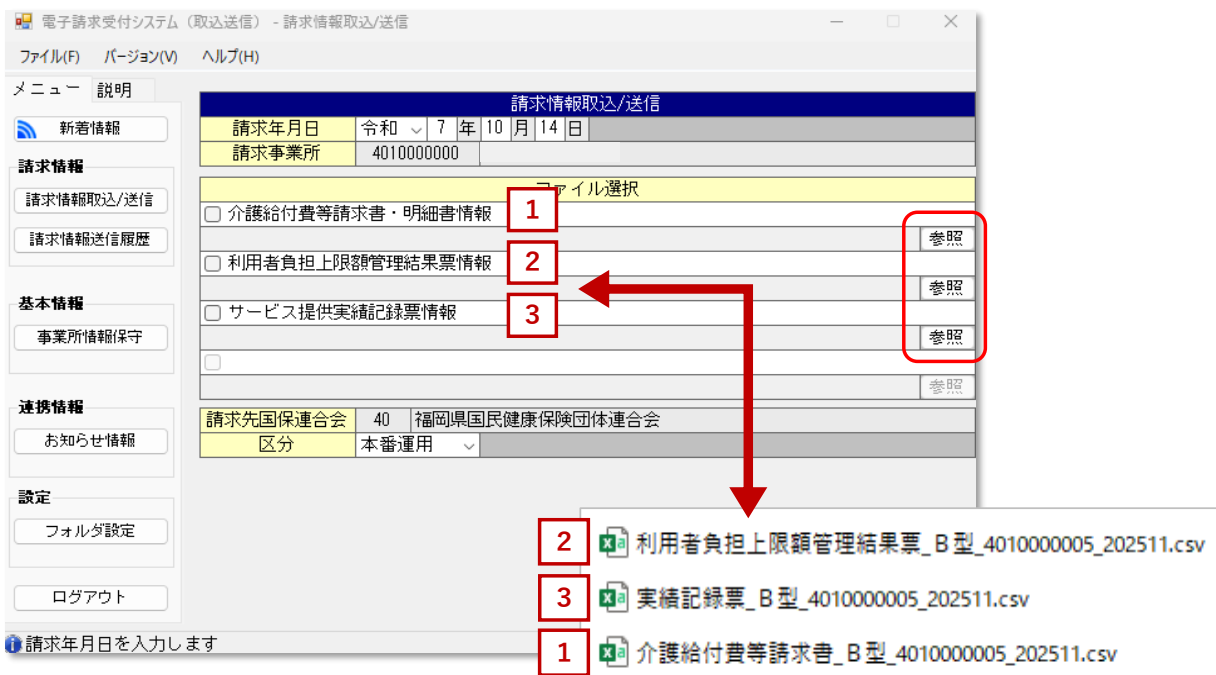 電子請求受付システム（取込送信） - 請求情報取込/送信
ファイル(F) バージョン(V) ヘルプ(H)
メニュー 説明
新着情報
請求情報
請求情報取込/送信
請求情報送信履歴
基本情報
事業所情報保守
連携情報
お知らせ情報
設定
フォルダ設定
ログアウト
請求情報取込/送信
請求年月日 令和 7 年 10 月 14 日
請求事業所 4010000000
ファイル選択
介護給付費等請求書・明細書情報 1
参照
利用者負担上限額管理結果票情報 2
参照
サービス提供実績記録票情報 3
参照
参照
請求先国保連合会 40 福岡県国民健康保険団体連合会
区分 本番運用
請求年月日を入力します
2 利用者負担上限額管理結果票_Ｂ型_4010000005_202511.csv
3 実績記録票_Ｂ型_4010000005_202511.csv
1 介護給付費等請求書_Ｂ型_4010000005_202511.csv